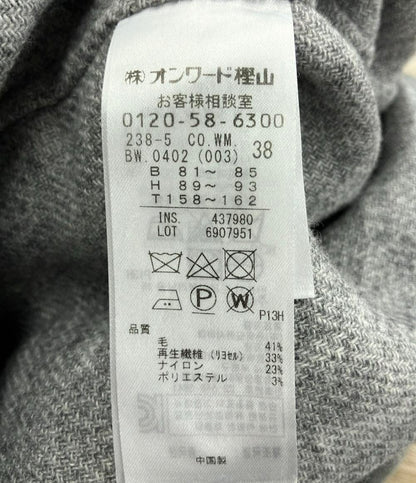 ㈱オンワード樫山
お客様相談室
0120-58-6300
238-5 CO.WM.
BW.0402 (003) 38
B 81～ 85
H 89～ 93
T158～162
INS. 437980
LOT 6907951
P W
P13H
品質
毛 41%
再生繊維(リヨセル) 33%
ナイロン 23%
ポリエステル 3%
中国製